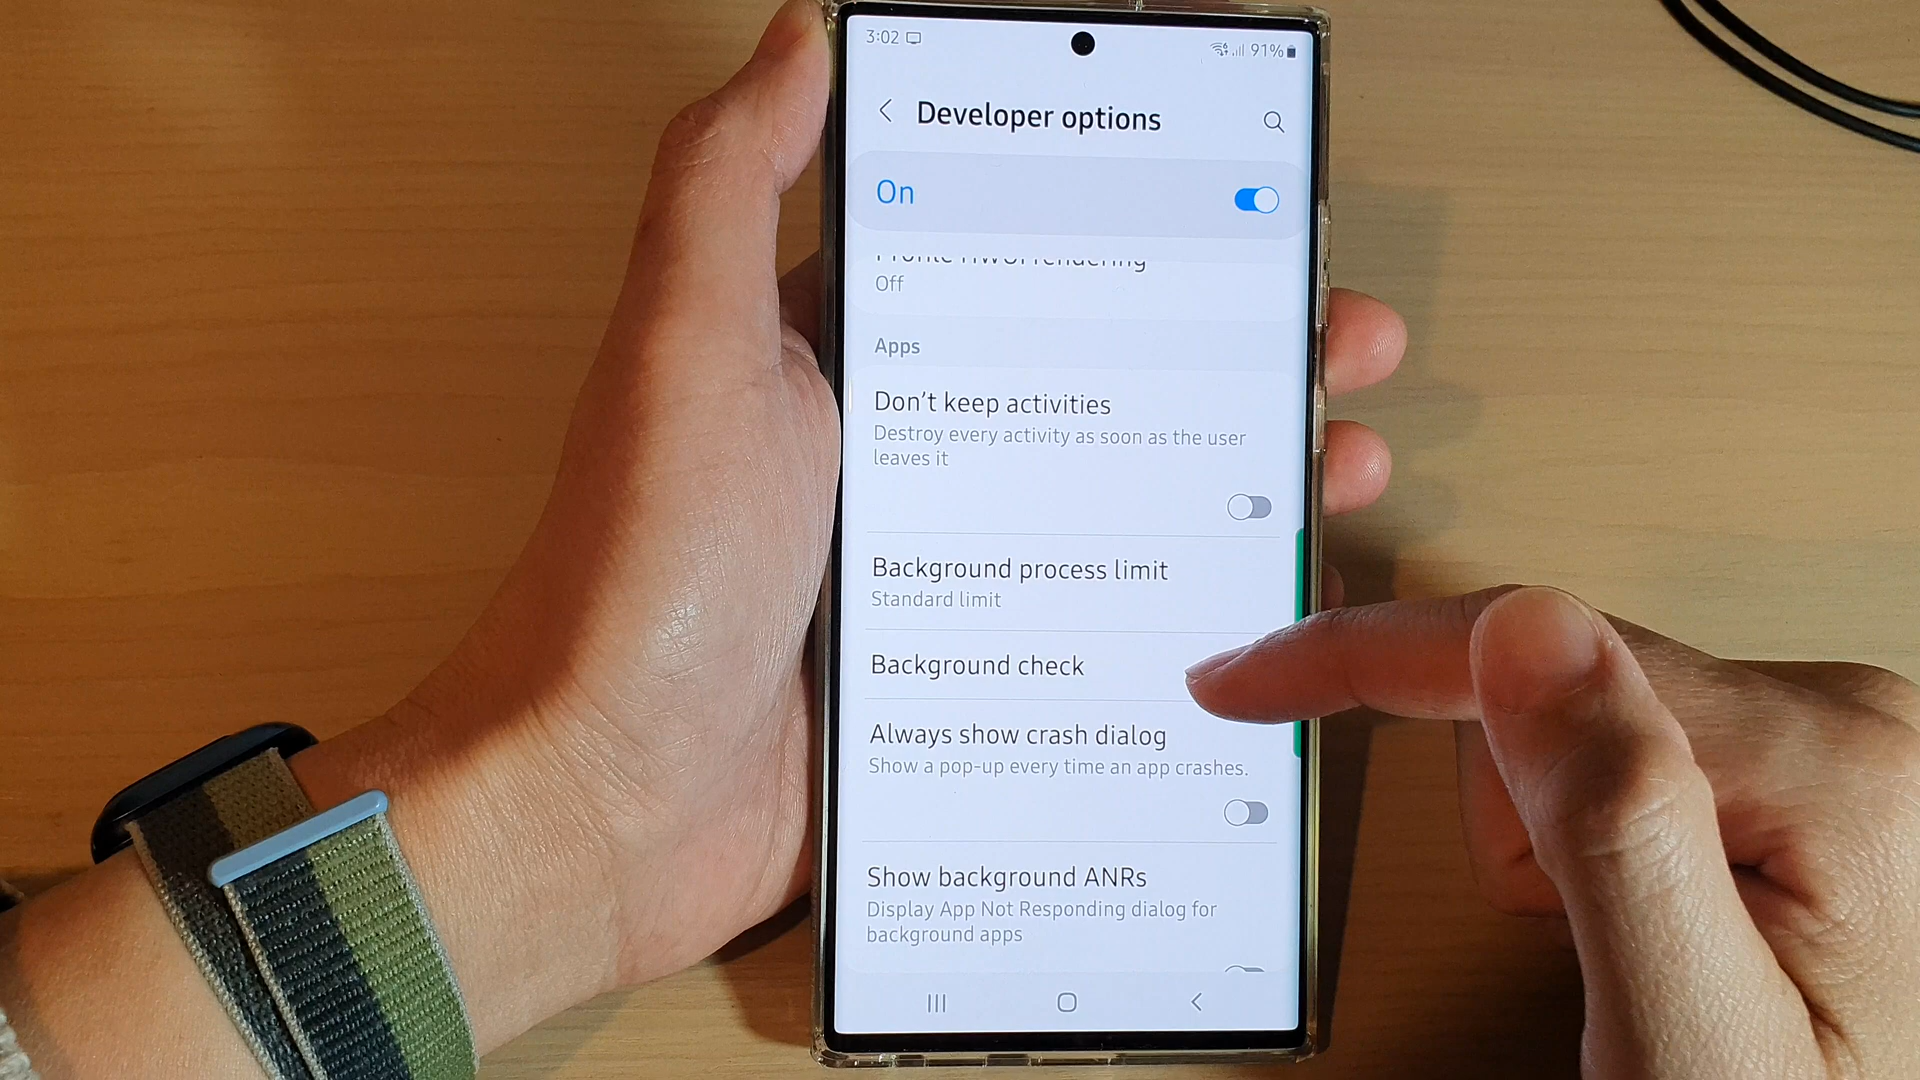 3:02
91%
Developer options
On
Profile HWUI rendering
Off
Apps
Don't keep activities
Destroy every activity as soon as the user
leaves it
Background process limit
Standard limit
Background check
Always show crash dialog
Show a pop-up every time an app crashes.
Show background ANRs
Display App Not Responding dialog for
background apps